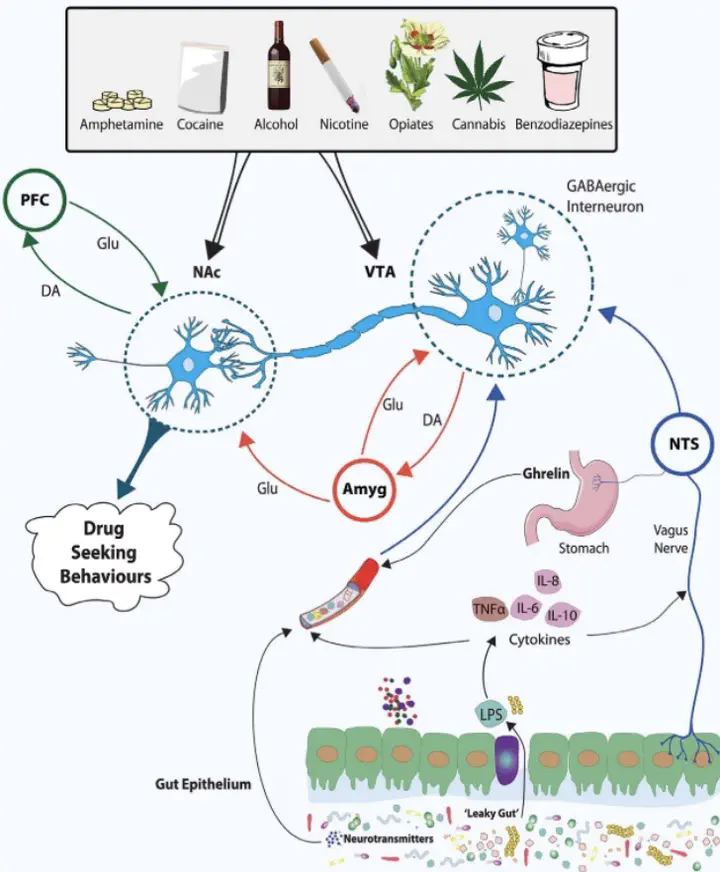 Amphetamine
Cocaine
Alcohol
Nicotine
Opiates
Cannabis
Benzodiazepines
PFC
Glu
DA
NAc
VTA
GABAergic
Interneuron
Glu
DA
Glu
Amyg
NTS
Ghrelin
Stomach
Vagus
Nerve
Drug
Seeking
Behaviours
IL-8
TNFα
IL-6
IL-10
Cytokines
LPS
Gut Epithelium
'Leaky Gut'
Neurotransmitters